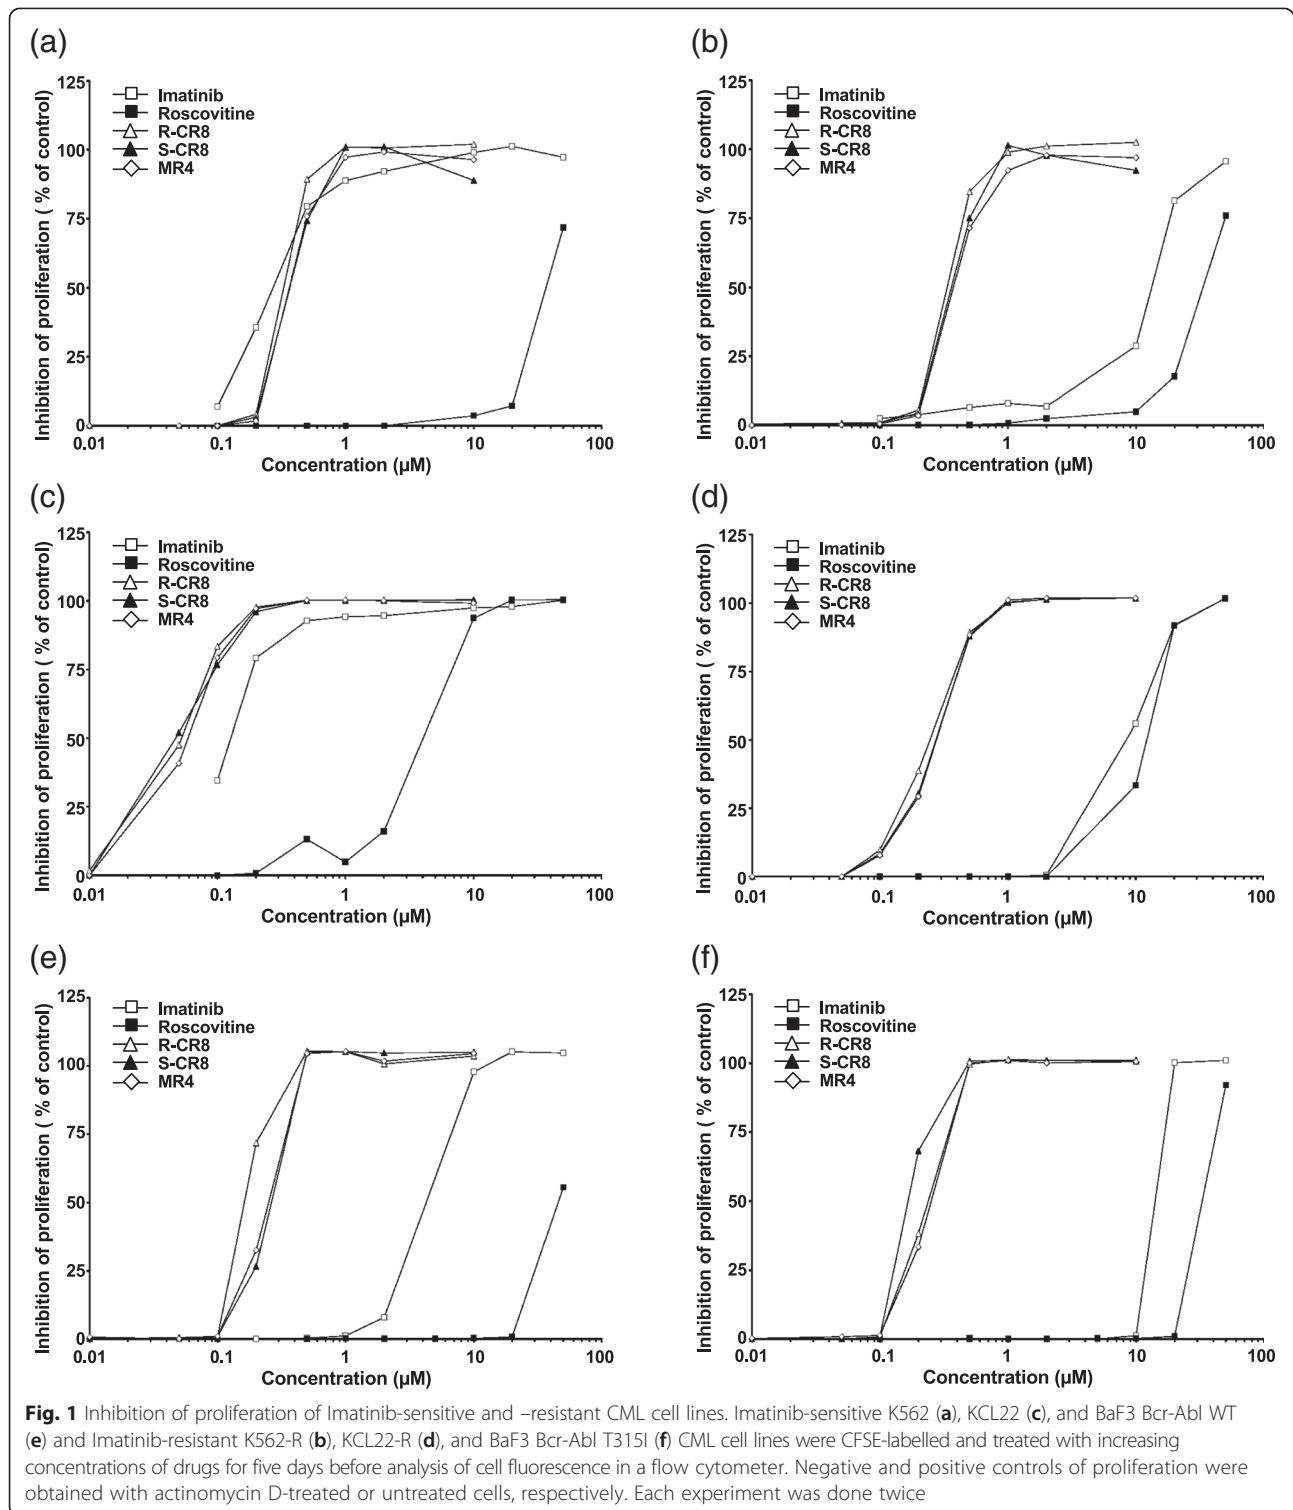 (a)
125
100
75
50
25
0
Inhibition of proliferation ( % of control)
Imatinib
Roscovitine
R-CR8
S-CR8
MR4
0.01 0.1 1 10 100
Concentration (µM)
(b)
125
100
75
50
25
0
Inhibition of proliferation ( % of control)
Imatinib
Roscovitine
R-CR8
S-CR8
MR4
0.01 0.1 1 10 100
Concentration (µM)
(c)
125
100
75
50
25
0
Inhibition of proliferation ( % of control)
Imatinib
Roscovitine
R-CR8
S-CR8
MR4
0.01 0.1 1 10 100
Concentration (µM)
(d)
125
100
75
50
25
0
Inhibition of proliferation ( % of control)
Imatinib
Roscovitine
R-CR8
S-CR8
MR4
0.01 0.1 1 10 100
Concentration (µM)
(e)
125
100
75
50
25
0
Inhibition of proliferation ( % of control)
Imatinib
Roscovitine
R-CR8
S-CR8
MR4
0.01 0.1 1 10 100
Concentration (µM)
(f)
125
100
75
50
25
0
Inhibition of proliferation ( % of control)
Imatinib
Roscovitine
R-CR8
S-CR8
MR4
0.01 0.1 1 10 100
Concentration (µM)
Fig. 1 Inhibition of proliferation of Imatinib-sensitive and –resistant CML cell lines. Imatinib-sensitive K562 (a), KCL22 (c), and BaF3 Bcr-Abl WT
(e) and Imatinib-resistant K562-R (b), KCL22-R (d), and BaF3 Bcr-Abl T315I (f) CML cell lines were CFSE-labelled and treated with increasing
concentrations of drugs for five days before analysis of cell fluorescence in a flow cytometer. Negative and positive controls of proliferation were
obtained with actinomycin D-treated or untreated cells, respectively. Each experiment was done twice